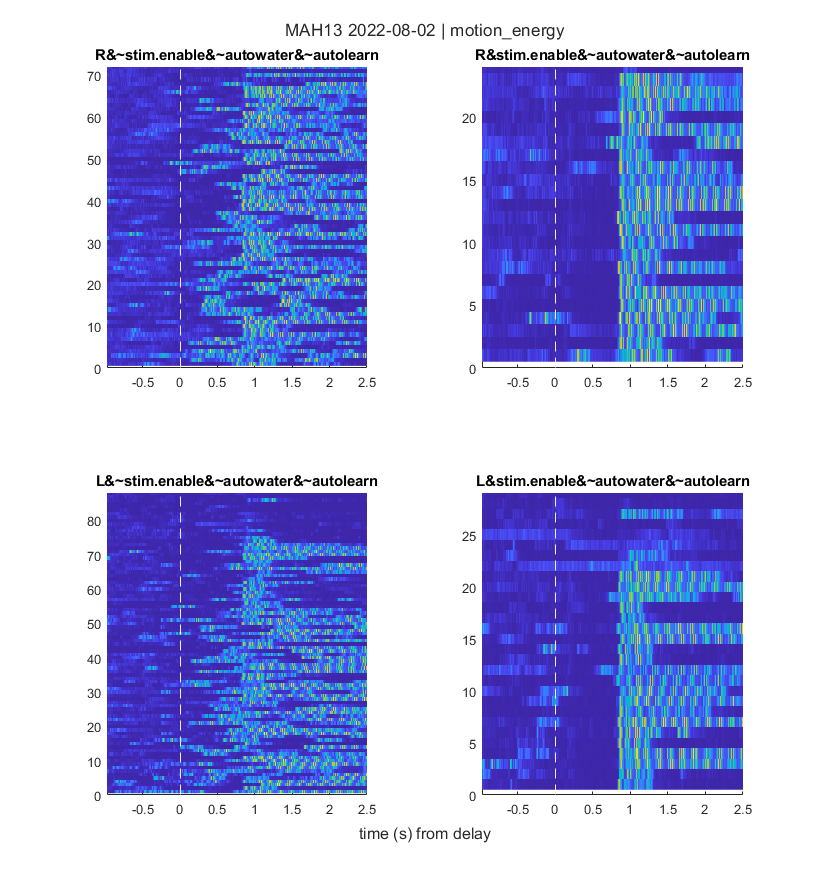 MAH13 2022-08-02 | motion_energy
R&~stim.enable&~autowater&~autolearn
70
60
50
40
30
20
10
0
-0.5 0 0.5 1 1.5 2 2.5
R&stim.enable&~autowater&~autolearn
20
15
10
5
0
-0.5 0 0.5 1 1.5 2 2.5
L&~stim.enable&~autowater&~autolearn
80
70
60
50
40
30
20
10
0
-0.5 0 0.5 1 1.5 2 2.5
L&stim.enable&~autowater&~autolearn
25
20
15
10
5
0
-0.5 0 0.5 1 1.5 2 2.5
time (s) from delay